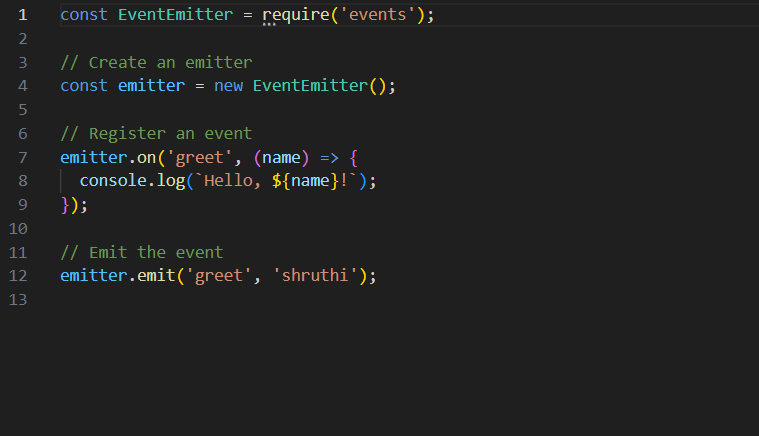 1 const EventEmitter = require('events');
2
3 // Create an emitter
4 const emitter = new EventEmitter();
5
6 // Register an event
7 emitter.on('greet', (name) => {
8   console.log(`Hello, ${name}!`);
9 });
10
11 // Emit the event
12 emitter.emit('greet', 'shruthi');
13